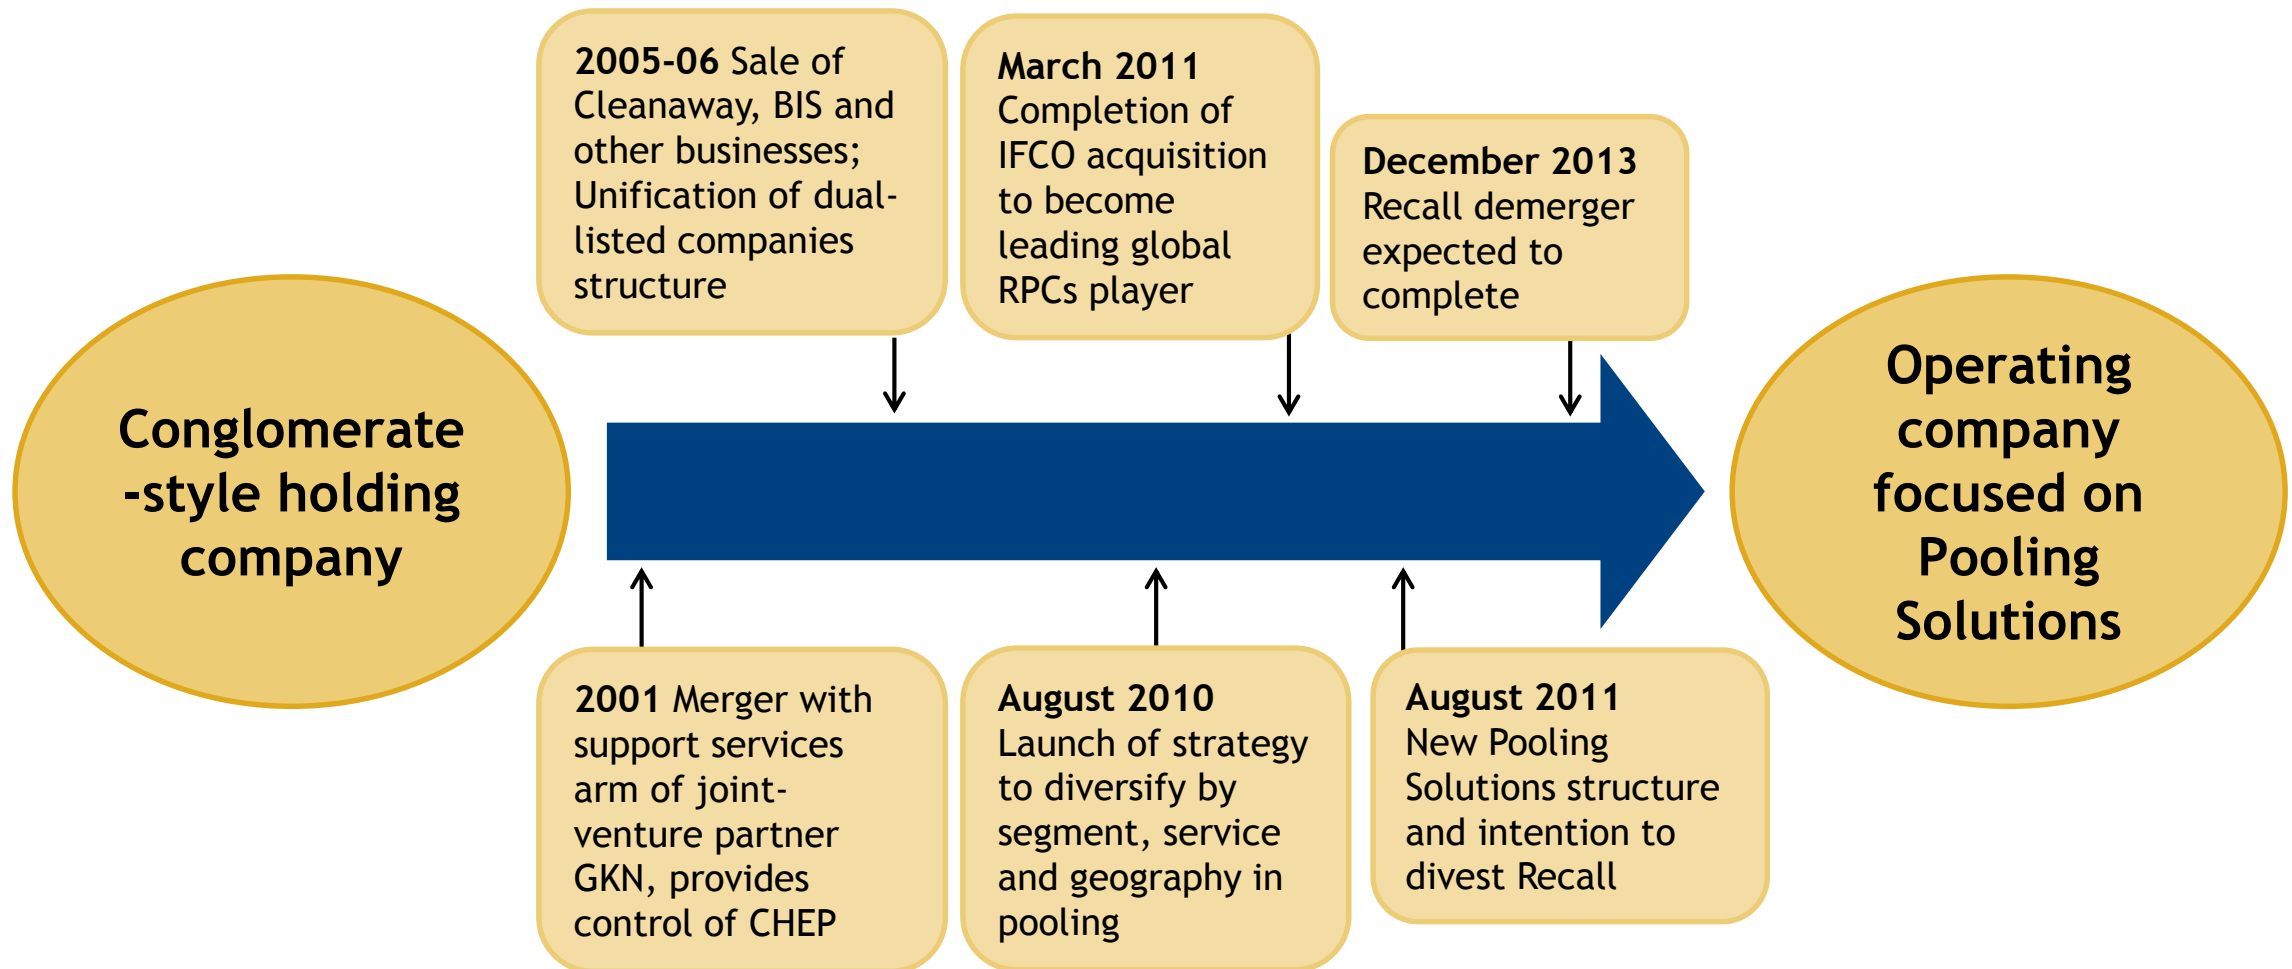 2005-06 Sale of
Cleanaway, BIS and
other businesses;
Unification of dual-
listed companies
structure
March 2011
Completion of
IFCO acquisition
to become
leading global
RPCs player
December 2013
Recall demerger
expected to
complete
Conglomerate
-style holding
company
Operating
company
focused on
Pooling
Solutions
2001 Merger with
support services
arm of joint-
venture partner
GKN, provides
control of CHEP
August 2010
Launch of strategy
to diversify by
segment, service
and geography in
pooling
August 2011
New Pooling
Solutions structure
and intention to
divest Recall